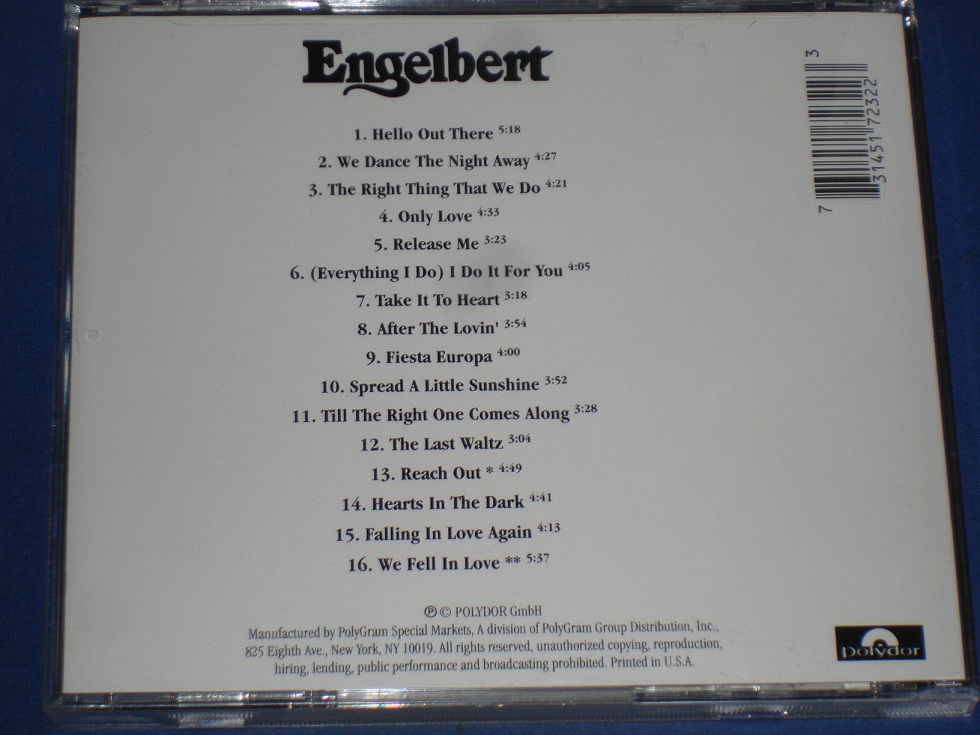 Engelbert
1. Hello Out There 5:18
2. We Dance The Night Away 4:27
3. The Right Thing That We Do 4:21
4. Only Love 4:33
5. Release Me 3:23
6. (Everything I Do) I Do It For You 4:05
7. Take It To Heart 3:18
8. After The Lovin' 3:54
9. Fiesta Europa 4:00
10. Spread A Little Sunshine 3:52
11. Till The Right One Comes Along 3:28
12. The Last Waltz 3:04
13. Reach Out * 4:49
14. Hearts In The Dark 4:41
15. Falling In Love Again 4:13
16. We Fell In Love ** 5:37
℗ © POLYDOR GmbH
Manufactured by PolyGram Special Markets, A division of PolyGram Group Distribution, Inc.,
825 Eighth Ave., New York, NY 10019. All rights reserved, unauthorized copying, reproduction,
hiring, lending, public performance and broadcasting prohibited. Printed in U.S.A.
polydor
7 31451 72322 3